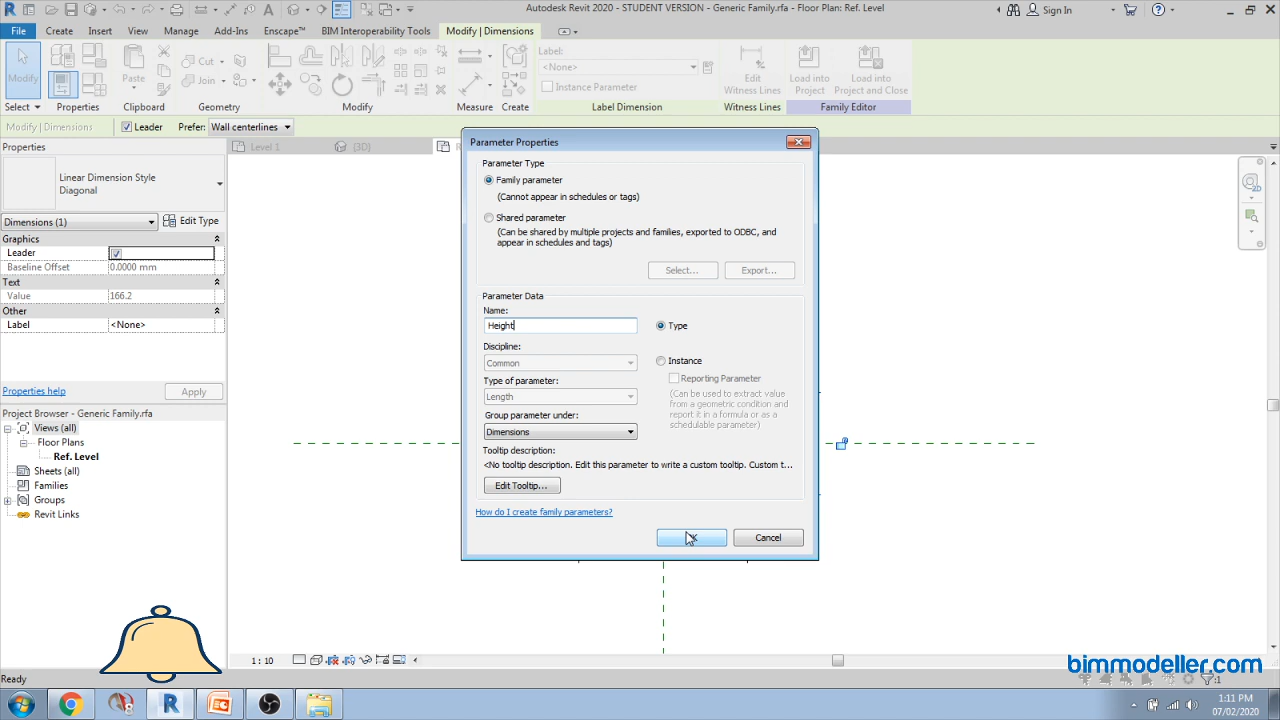 Autodesk Revit 2020 - STUDENT VERSION - Generic Family.rfa - Floor Plan: Ref. Level
Sign In
File Create Insert View Manage Add-Ins Enscape™ BIM Interoperability Tools Modify | Dimensions
Modify
Paste
Cut
Join
Label:
<None>
Instance Parameter
Edit
Witness Lines
Load into
Project
Load into
Project and Close
Select Properties Clipboard Geometry Modify Measure Create Label Dimension Witness Lines Family Editor
Modify | Dimensions Leader Prefer: Wall centerlines
Properties
Level 1 {3D}
Linear Dimension Style
Diagonal
Dimensions (1) Edit Type
Graphics
Leader
Baseline Offset 0.0000 mm
Text
Value 166.2
Other
Label <None>
Properties help Apply
Project Browser - Generic Family.rfa
Views (all)
Floor Plans
Ref. Level
Sheets (all)
Families
Groups
Revit Links
Parameter Properties
Parameter Type
Family parameter
(Cannot appear in schedules or tags)
Shared parameter
(Can be shared by multiple projects and families, exported to ODBC, and
appear in schedules and tags)
Select... Export...
Parameter Data
Name:
Height
Type
Discipline:
Common
Instance
Reporting Parameter
Type of parameter:
Length
(Can be used to extract value
from a geometric condition and
report it in a formula or as a
schedulable parameter)
Group parameter under:
Dimensions
Tooltip description:
<No tooltip description. Edit this parameter to write a custom tooltip. Custom t...
Edit Tooltip...
How do I create family parameters?
Cancel
2D
1 : 10
bimmodeller.com
Ready
:1
1:11 PM
07/02/2020